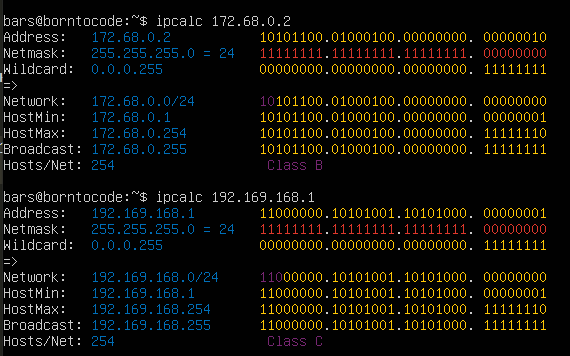 bars@borntocode:~$ ipcalc 172.68.0.2
Address:   172.68.0.2           10101100.01000100.00000000. 00000010
Netmask:   255.255.255.0 = 24   11111111.11111111.11111111. 00000000
Wildcard:  0.0.0.255            00000000.00000000.00000000. 11111111
=>
Network:   172.68.0.0/24        10101100.01000100.00000000. 00000000
HostMin:   172.68.0.1           10101100.01000100.00000000. 00000001
HostMax:   172.68.0.254         10101100.01000100.00000000. 11111110
Broadcast: 172.68.0.255         10101100.01000100.00000000. 11111111
Hosts/Net: 254                   Class B
bars@borntocode:~$ ipcalc 192.169.168.1
Address:   192.169.168.1        11000000.10101001.10101000. 00000001
Netmask:   255.255.255.0 = 24   11111111.11111111.11111111. 00000000
Wildcard:  0.0.0.255            00000000.00000000.00000000. 11111111
=>
Network:   192.169.168.0/24     11000000.10101001.10101000. 00000000
HostMin:   192.169.168.1        11000000.10101001.10101000. 00000001
HostMax:   192.169.168.254      11000000.10101001.10101000. 11111110
Broadcast: 192.169.168.255      11000000.10101001.10101000. 11111111
Hosts/Net: 254                   Class C